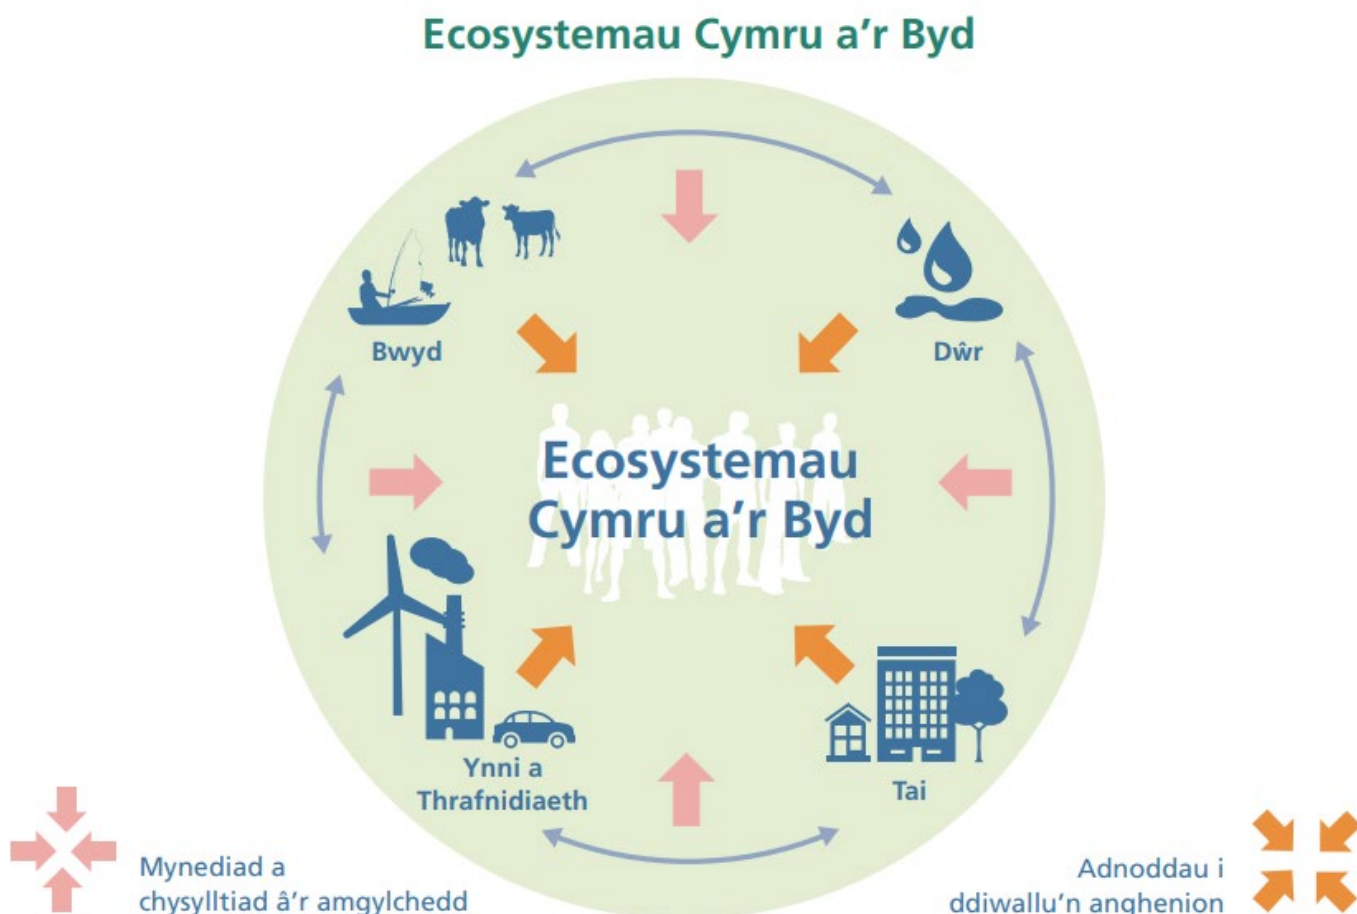 Ecosystemau Cymru a'r Byd
Bwyd
Dŵr
Ecosystemau
Cymru a'r Byd
Ynni a
Thrafnidiaeth
Tai
Mynediad a
chysylltiad â'r amgylchedd
Adnoddau i
ddiwallu'n anghenion